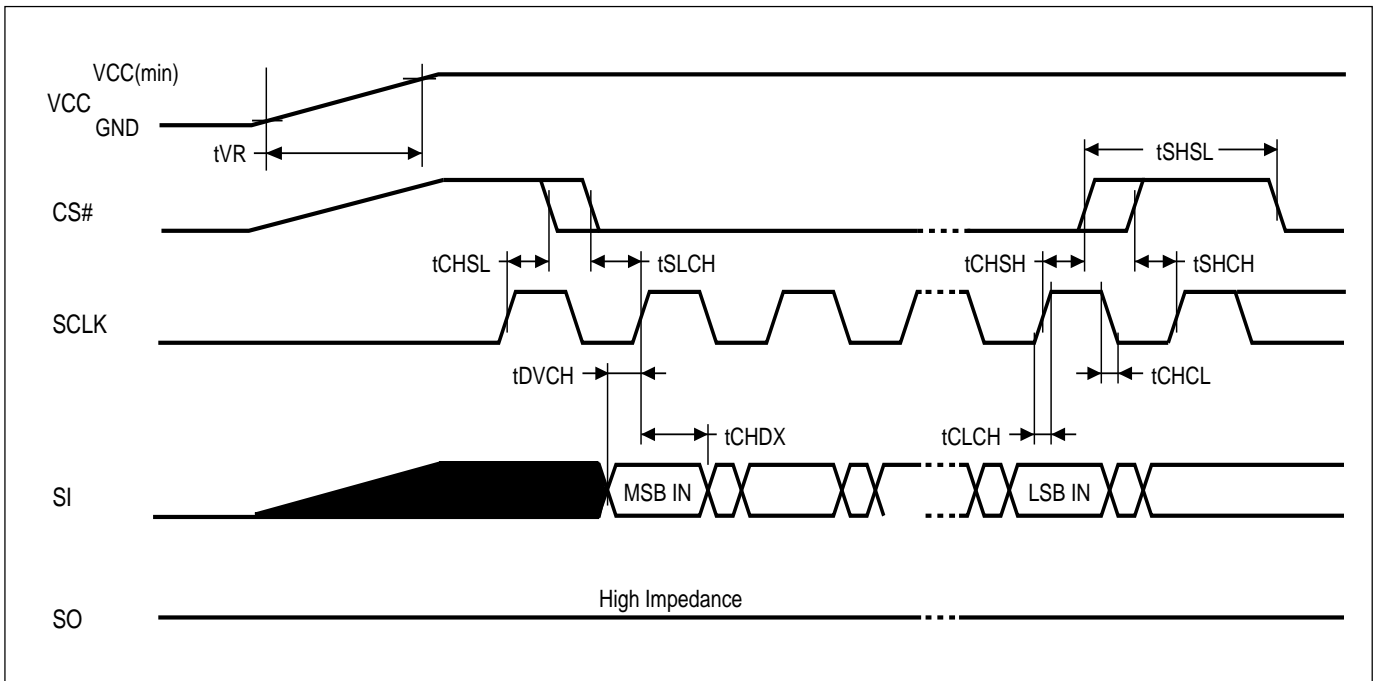 VCC(min)
VCC
GND
tVR
tSHSL
CS#
tCHSL
tSLCH
tCHSH
tSHCH
SCLK
tDVCH
tCHCL
tCHDX
tCLCH
SI
MSB IN
LSB IN
High Impedance
SO